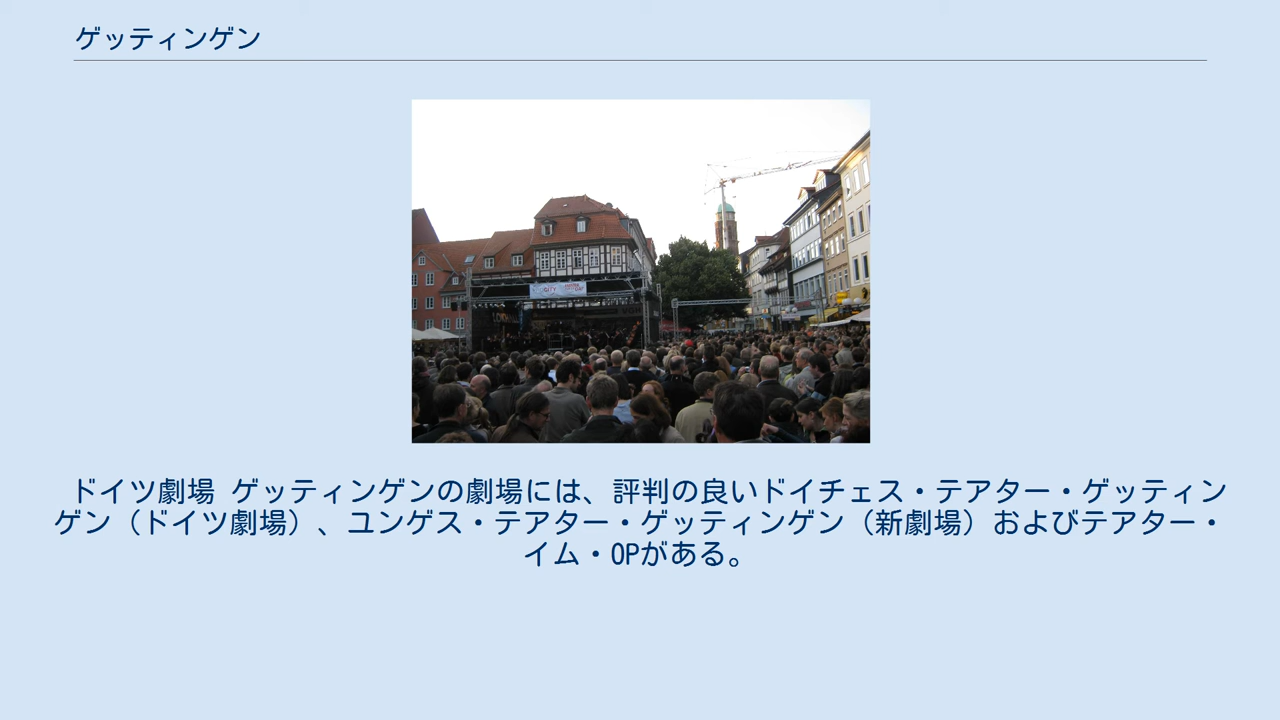 ゲッティンゲン
ドイツ劇場 ゲッティンゲンの劇場には、評判の良いドイチェス・テアター・ゲッティン
ゲン（ドイツ劇場）、ユンゲス・テアター・ゲッティンゲン（新劇場）およびテアター・
イム・OPがある。